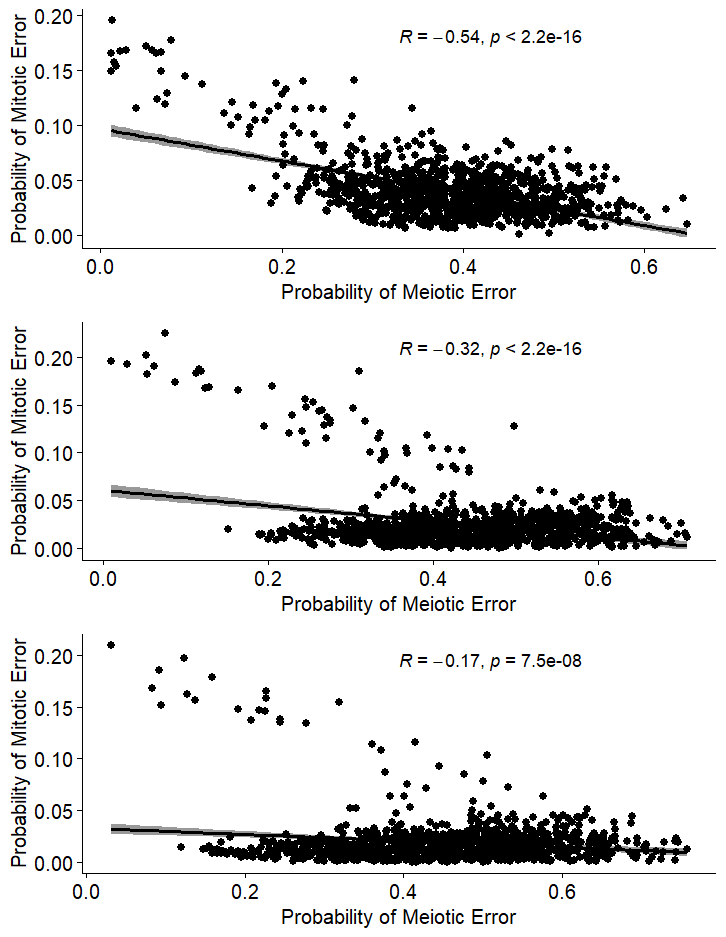 R = −0.54, p < 2.2e-16
Probability of Mitotic Error
0.20
0.15
0.10
0.05
0.00
0.0 0.2 0.4 0.6
Probability of Meiotic Error
R = −0.32, p < 2.2e-16
Probability of Mitotic Error
0.20
0.15
0.10
0.05
0.00
0.0 0.2 0.4 0.6
Probability of Meiotic Error
R = −0.17, p = 7.5e-08
Probability of Mitotic Error
0.20
0.15
0.10
0.05
0.00
0.0 0.2 0.4 0.6
Probability of Meiotic Error